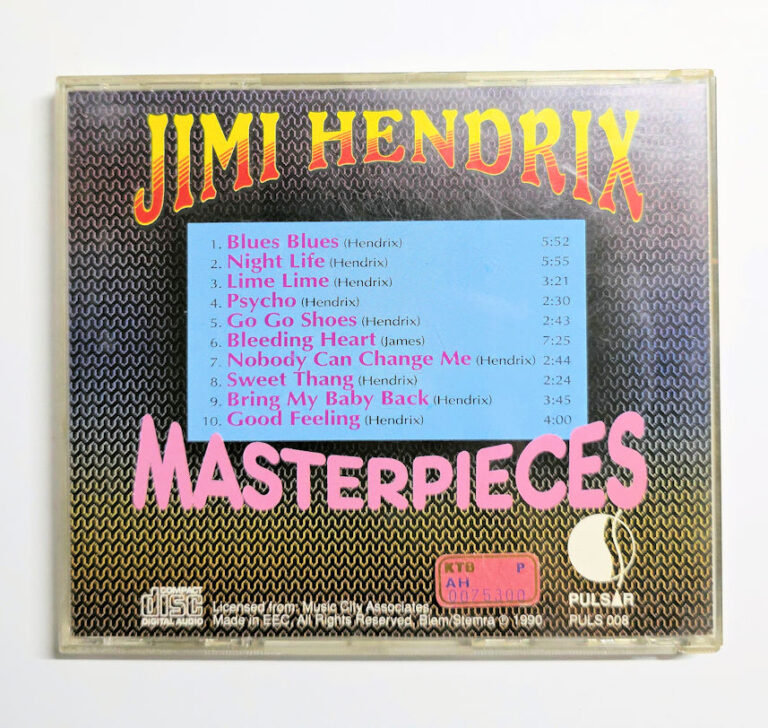 JIMI HENDRIX
1. Blues Blues (Hendrix) 5:52
2. Night Life (Hendrix) 5:55
3. Lime Lime (Hendrix) 3:21
4. Psycho (Hendrix) 2:30
5. Go Go Shoes (Hendrix) 2:43
6. Bleeding Heart (James) 7:25
7. Nobody Can Change Me (Hendrix) 2:44
8. Sweet Thang (Hendrix) 2:24
9. Bring My Baby Back (Hendrix) 3:45
10. Good Feeling (Hendrix) 4:00
MASTERPIECES
КТВ Р
АН
0075300
COMPACT
disc
DIGITAL AUDIO
Licensed from: Music City Associates
Made in EEC, All Rights Reserved, Biem/Stemra ℗ 1990
PULSAR
PULS 008